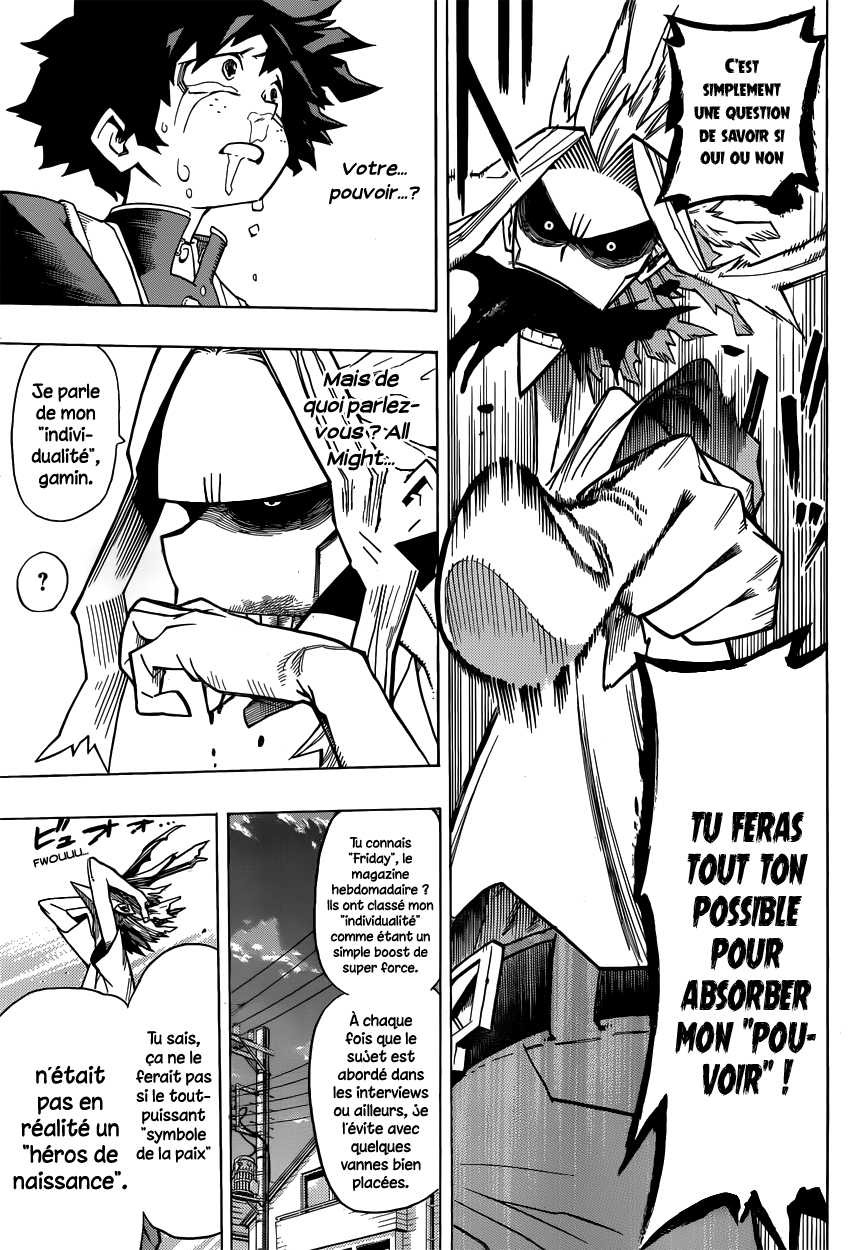 C'EST
SIMPLEMENT
UNE QUESTION
DE SAVOIR SI
OUI OU NON
TU FERAS
TOUT TON
POSSIBLE
POUR
ABSORBER
MON "POU-
VOIR" !
Votre...
pouvoir...?
Mais de
quoi parlez-
vous ? All
Might...
Je parle
de mon
"indivi-
dualité",
gamin.
?
Tu connais
"Friday", le
magazine
hebdomadaire ?
Ils ont classé mon
"individualité"
comme étant un
simple boost de
super force.
À chaque
fois que le
sujet est
abordé dans
les interviews
ou ailleurs, je
l'évite avec
quelques
vannes bien
placées.
ビュオォ...
FWOUUU...
Tu sais,
ça ne le
ferait pas
si le tout-
puissant
"symbole
de la paix"
n'était
pas en
réalité un
"héros de
naissance".